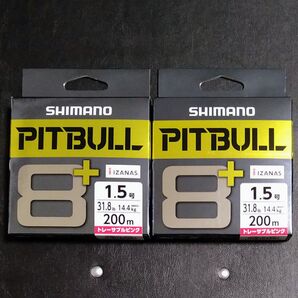 SHIMANO
PITBULL
8+
IZANAS
1.5号
31.8lb 14.4kg
200m
トレーサブルピンク
SHIMANO
PITBULL
8+
IZANAS
1.5号
31.8lb 14.4kg
200m
トレーサブルピンク